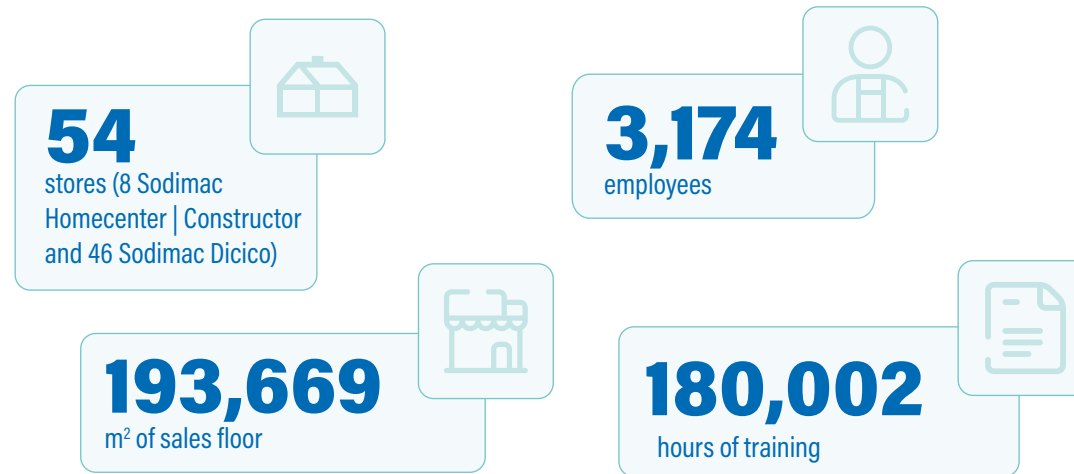 54
stores (8 Sodimac
Homecenter | Constructor
and 46 Sodimac Dicico)
3,174
employees
193,669
m² of sales floor
180,002
hours of training